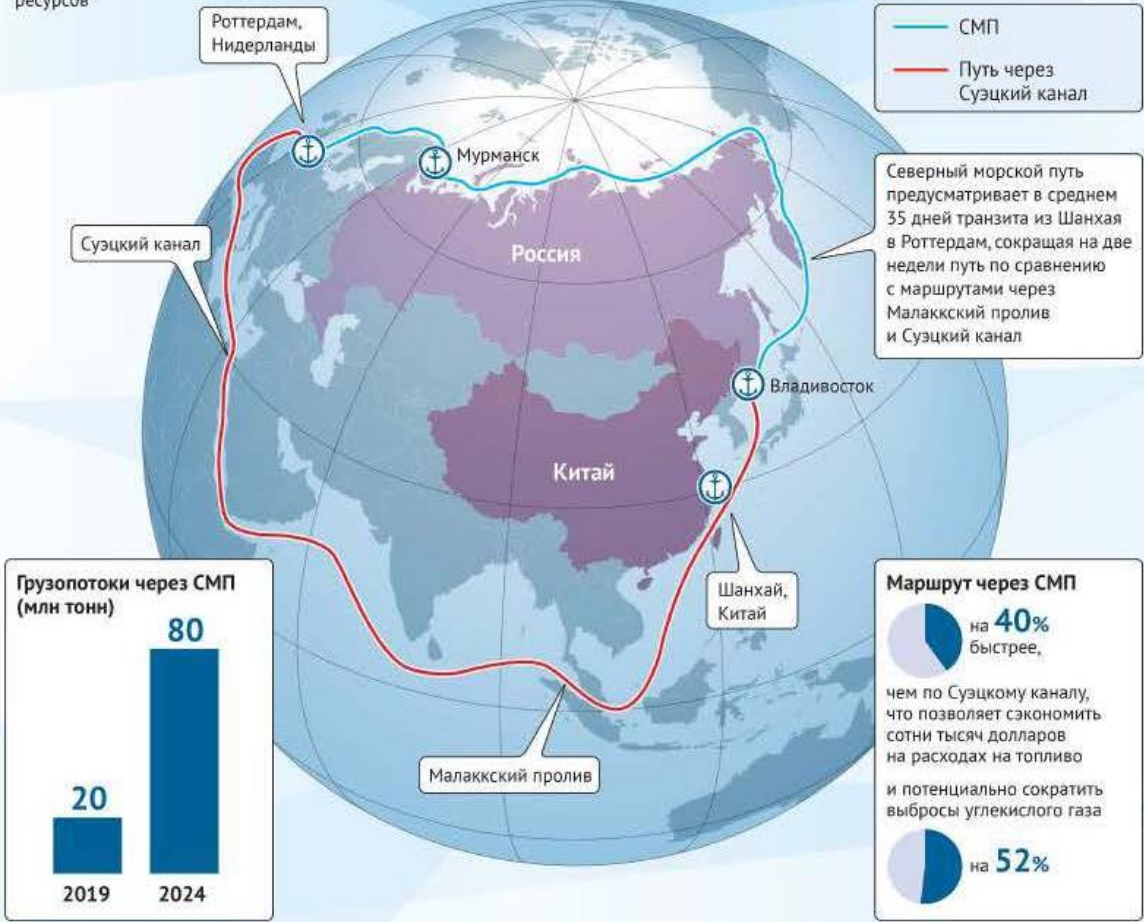 ресурсов
Роттердам,
Нидерланды
СМП
Путь через
Суэцкий канал
Мурманск
Северный морской путь
предусматривает в среднем
35 дней транзита из Шанхая
в Роттердам, сокращая на две
недели путь по сравнению
с маршрутами через
Малаккский пролив
и Суэцкий канал
Суэцкий канал
Россия
Владивосток
Китай
Шанхай,
Китай
Малаккский пролив
Грузопотоки через СМП
(млн тонн)
80
20
2019 2024
Маршрут через СМП
на 40%
быстрее,
чем по Суэцкому каналу,
что позволяет сэкономить
сотни тысяч долларов
на расходах на топливо
и потенциально сократить
выбросы углекислого газа
на 52%